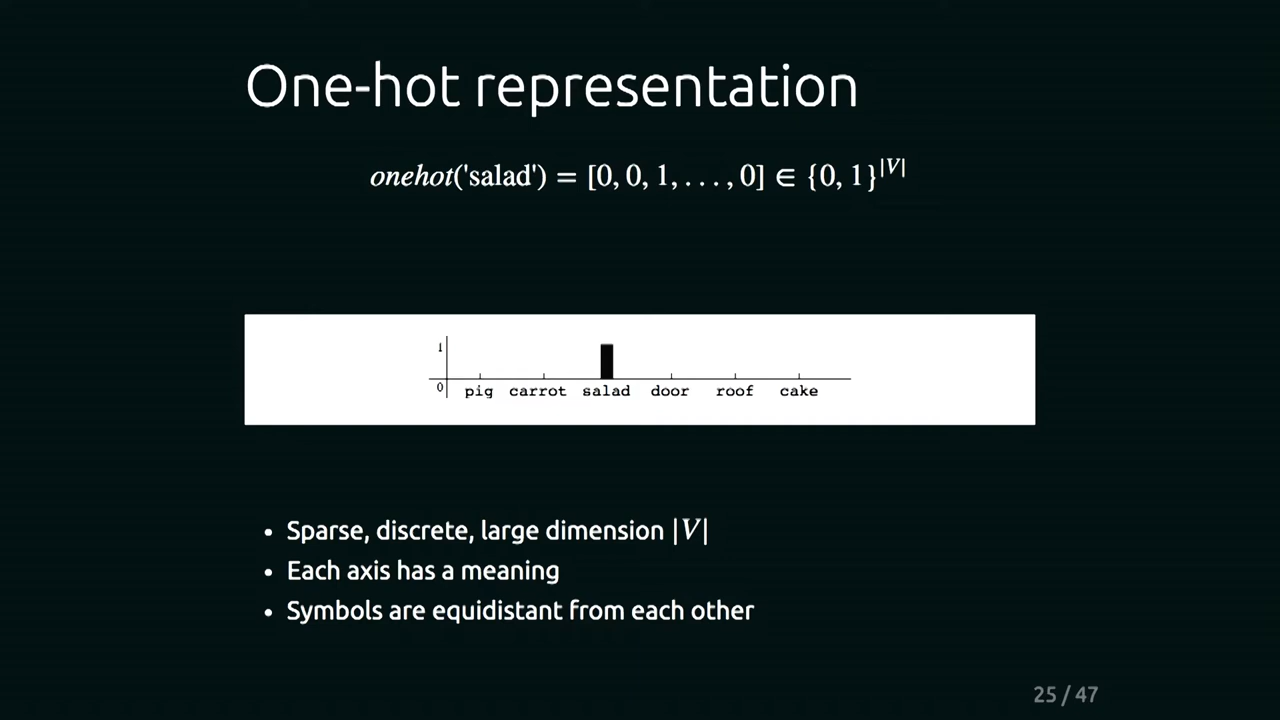 One-hot representation
onehot('salad') = [0, 0, 1, . . . , 0] ∈ {0, 1}^|V|
1
0
pig carrot salad door roof cake
• Sparse, discrete, large dimension |V|
• Each axis has a meaning
• Symbols are equidistant from each other
25 / 47